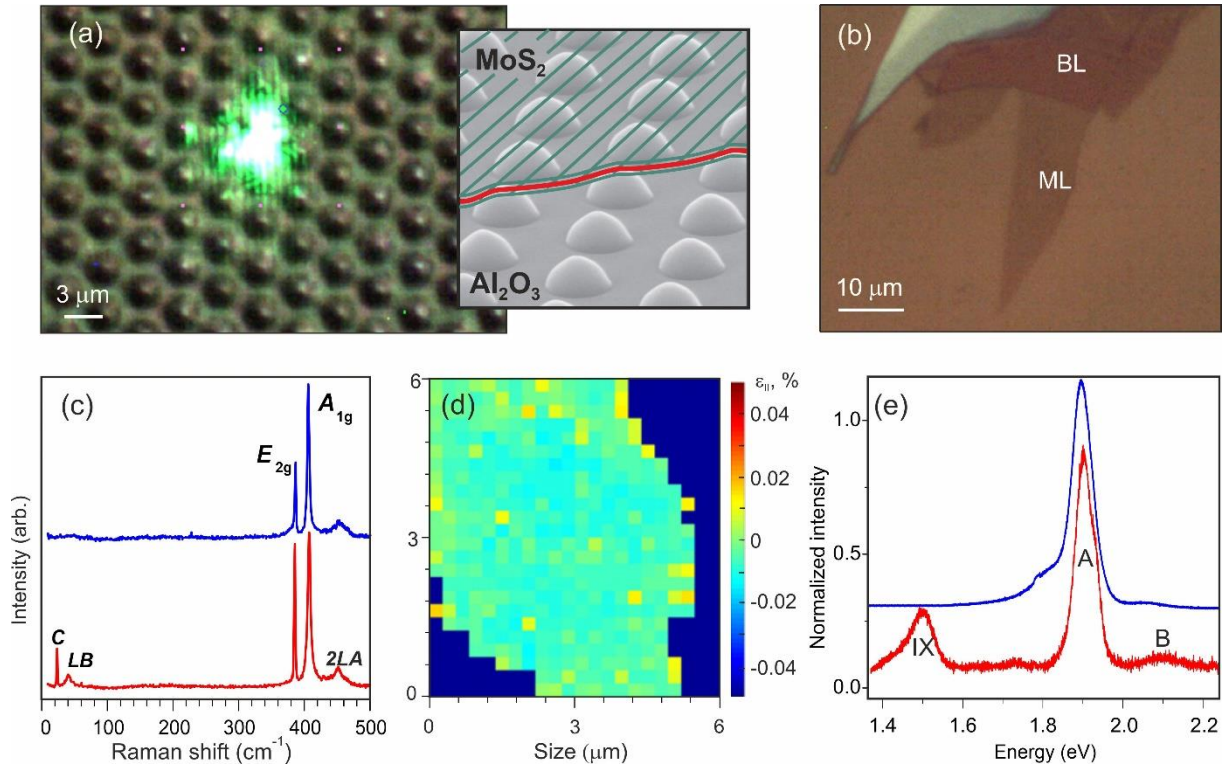 (a)
3 μm
MoS₂
Al₂O₃
(b)
BL
ML
10 μm
(c)
A₁g
E₂g
C
LB
2LA
Intensity (arb.)
0 100 200 300 400 500
Raman shift (cm⁻¹)
(d)
6
3
0
0 3 6
Size (μm)
ε_II, %
0.04
0.02
0
-0.02
-0.04
(e)
1.0
0.5
0.0
Normalized intensity
A
IX
B
1.4 1.6 1.8 2.0 2.2
Energy (eV)